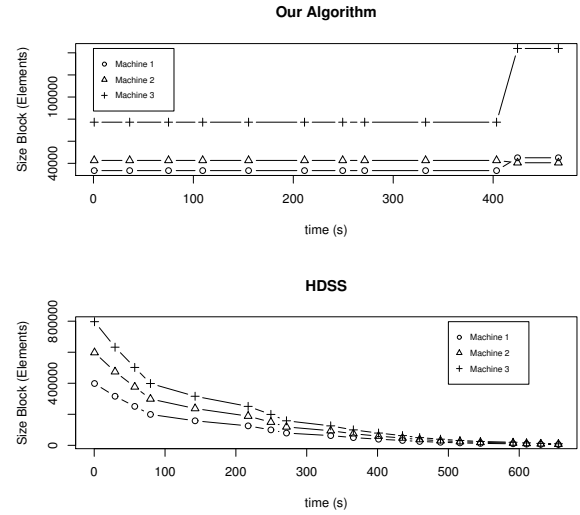 Our Algorithm
Size Block (Elements)
40000
100000
Machine 1
Machine 2
Machine 3
0
100
200
300
400
time (s)
HDSS
Size Block (Elements)
0
400000
800000
Machine 1
Machine 2
Machine 3
0
100
200
300
400
500
600
time (s)